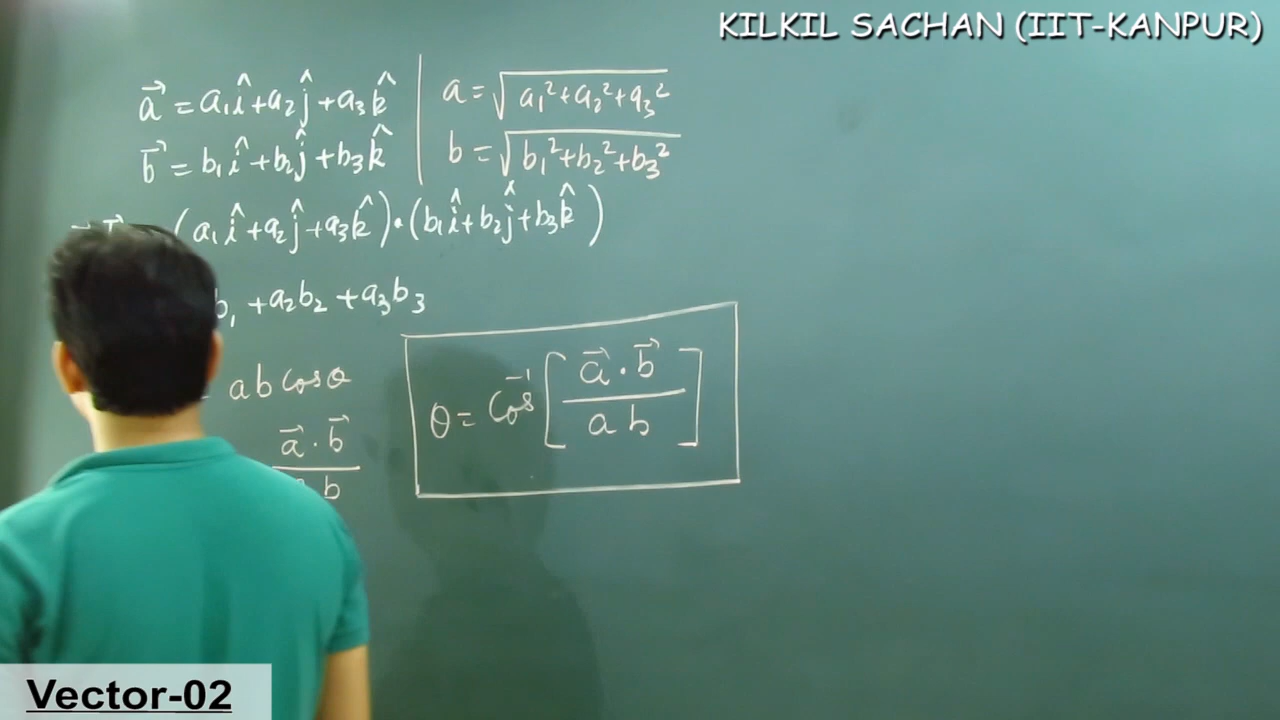 KILKIL SACHAN (IIT-KANPUR)
a⃗ = a₁î + a₂ĵ + a₃k̂
a = √(a₁² + a₂² + a₃²)
b⃗ = b₁î + b₂ĵ + b₃k̂
b = √(b₁² + b₂² + b₃²)
(a₁î + a₂ĵ + a₃k̂) · (b₁î + b₂ĵ + b₃k̂)
b₁ + a₂b₂ + a₃b₃
ab cosθ
θ = cos⁻¹ [ a⃗ · b⃗ / a b ]
a⃗ · b⃗
b
Vector-02